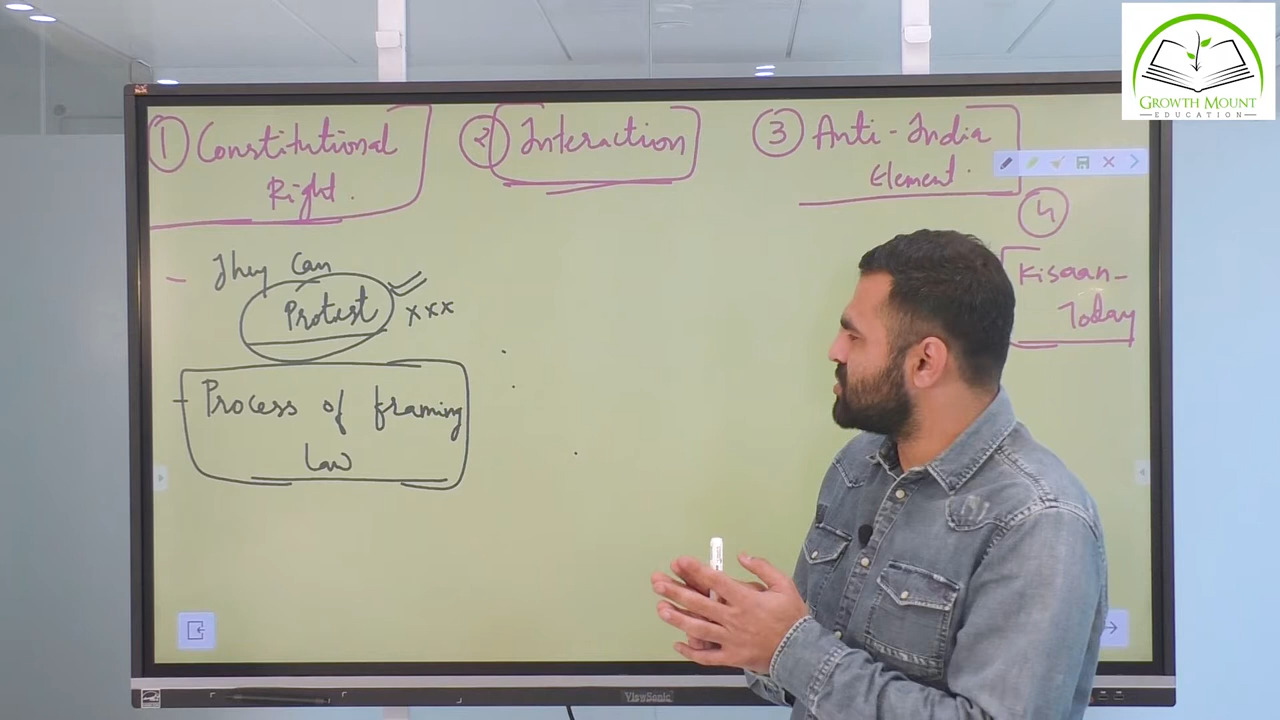 ① Constitutional
Right.
- They Can
Protest xxx
- Process of framing
law
② Interaction
③ Anti-India
Element.
④
Kisaan-
Today
GROWTH MOUNT
EDUCATION
ViewSonic